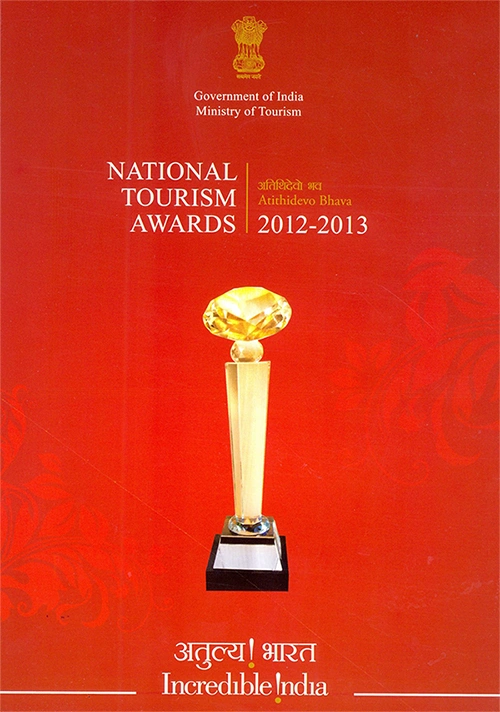 Government of India
Ministry of Tourism
NATIONAL
TOURISM
AWARDS
अतिथिदेवो भव
Atithidevo Bhava
2012-2013
अतुल्य! भारत
Incredible!ndia